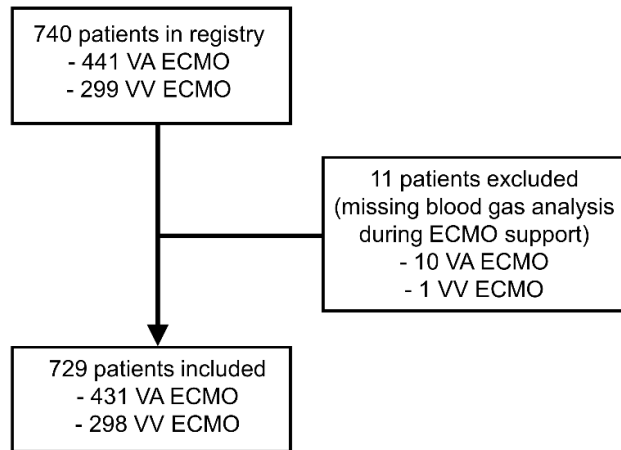 740 patients in registry
- 441 VA ECMO
- 299 VV ECMO
11 patients excluded
(missing blood gas analysis
during ECMO support)
- 10 VA ECMO
- 1 VV ECMO
729 patients included
- 431 VA ECMO
- 298 VV ECMO